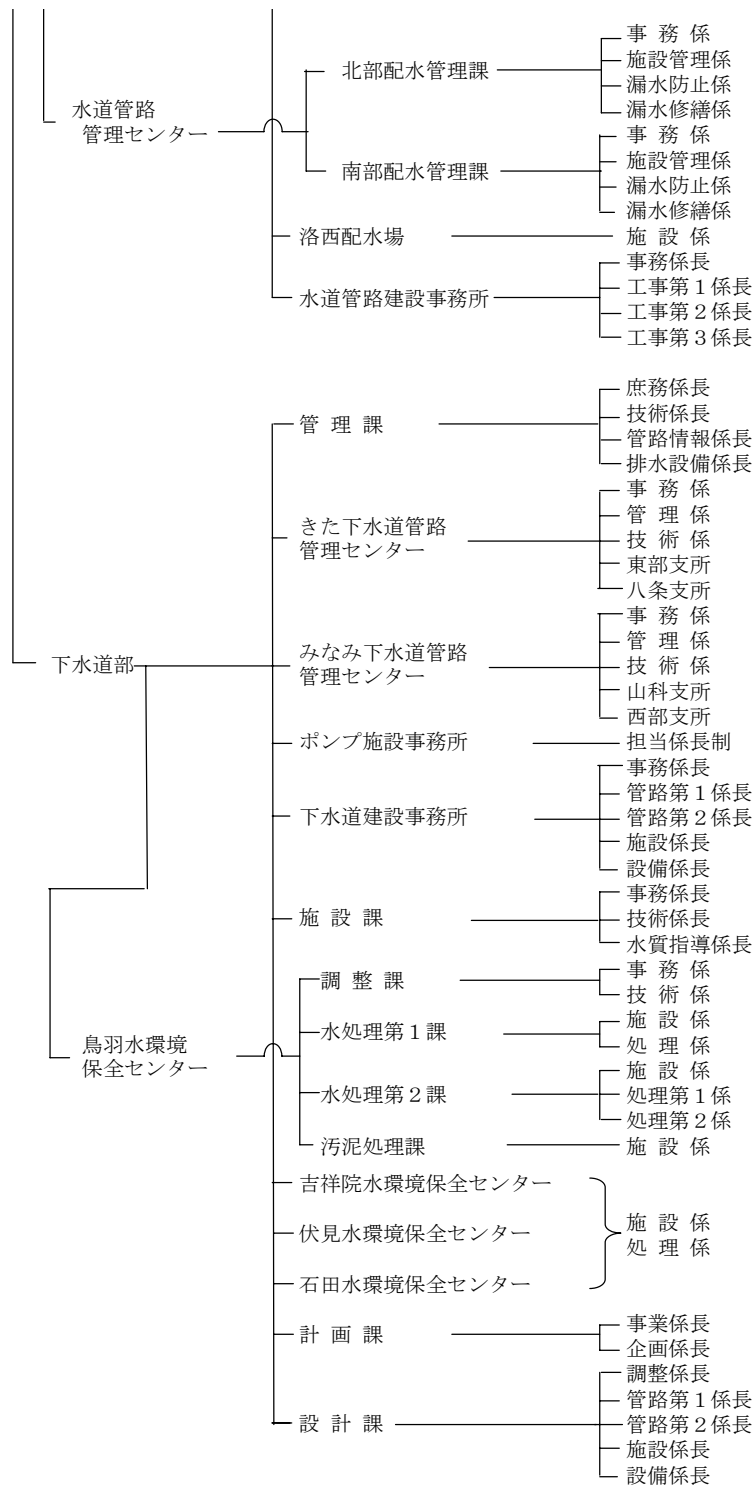 水道管路
管理センター
北部配水管理課
事 務 係
施設管理係
漏水防止係
漏水修繕係
南部配水管理課
事 務 係
施設管理係
漏水防止係
漏水修繕係
洛西配水場
施 設 係
水道管路建設事務所
事務係長
工事第１係長
工事第２係長
工事第３係長
下水道部
管 理 課
庶務係長
技術係長
管路情報係長
排水設備係長
きた下水道管路
管理センター
事 務 係
管 理 係
技 術 係
東部支所
八条支所
みなみ下水道管路
管理センター
事 務 係
管 理 係
技 術 係
山科支所
西部支所
ポンプ施設事務所
担当係長制
下水道建設事務所
事務係長
管路第１係長
管路第２係長
施設係長
設備係長
施 設 課
事務係長
技術係長
水質指導係長
鳥羽水環境
保全センター
調 整 課
事 務 係
技 術 係
水処理第１課
施 設 係
処 理 係
水処理第２課
施 設 係
処理第１係
処理第２係
汚泥処理課
施 設 係
吉祥院水環境保全センター
伏見水環境保全センター
石田水環境保全センター
施 設 係
処 理 係
計 画 課
事業係長
企画係長
設 計 課
調整係長
管路第１係長
管路第２係長
施設係長
設備係長